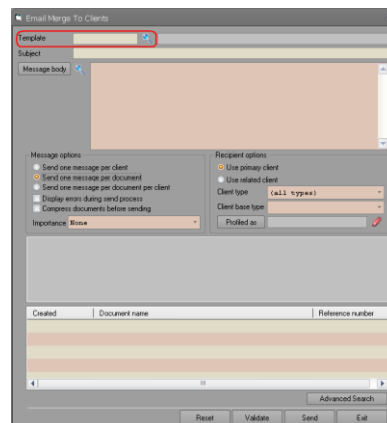 Email Merge To Clients
Template
Subject
Message body
Message options
Send one message per client
Send one message per document
Send one message per document per client
Display errors during send process
Compress documents before sending
Importance None
Recipient options
Use primary client
Use related client
Client type (all types)
Client base type
Profiled as
Created Document name Reference number
Advanced Search
Reset Validate Send Exit